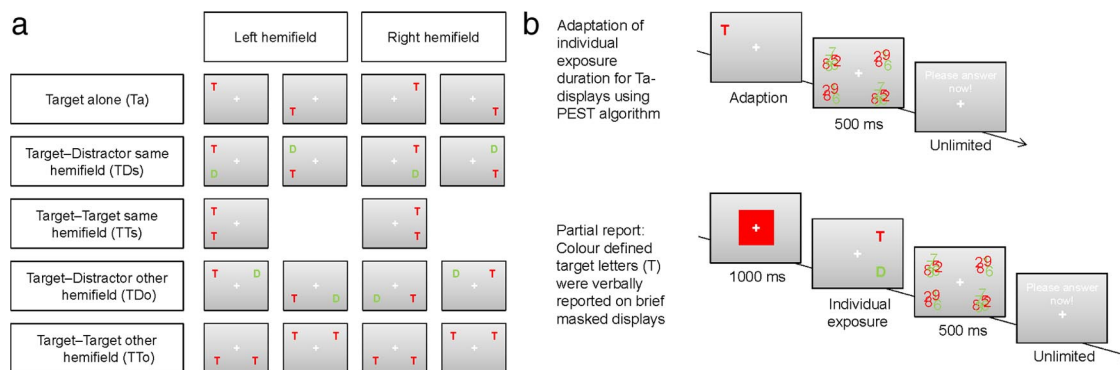 a
Left hemifield
Right hemifield
Target alone (Ta)
T
T
T
T
Target–Distractor same
hemifield (TDs)
T
D
D
T
T
D
D
T
Target–Target same
hemifield (TTs)
T
T
T
T
Target–Distractor other
hemifield (TDo)
T D
T D
D T
D T
Target–Target other
hemifield (TTo)
T T
T T
T T
T T
b
Adaptation of
individual
exposure
duration for Ta-
displays using
PEST algorithm
T
Adaption
500 ms
Please answer
now!
Unlimited
Partial report:
Colour defined
target letters (T)
were verbally
reported on brief
masked displays
1000 ms
T
D
Individual
exposure
500 ms
Please answer
now!
Unlimited